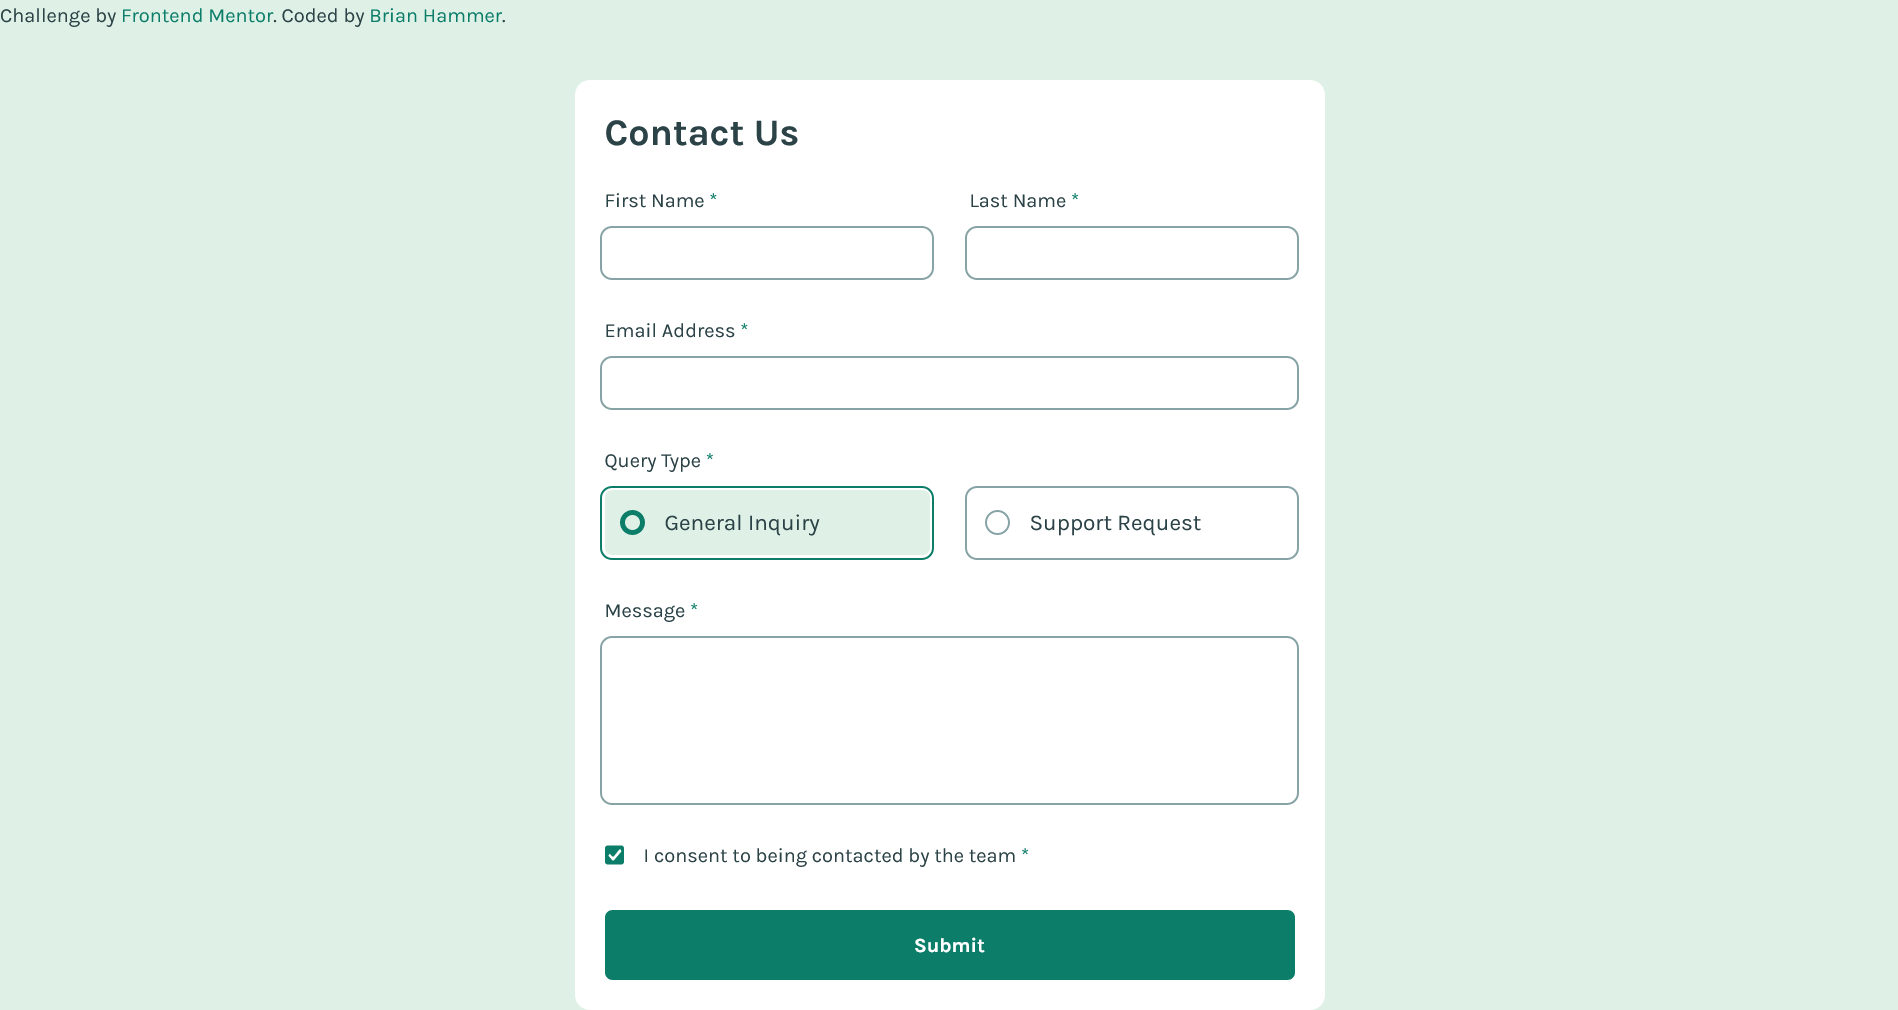 Challenge by Frontend Mentor. Coded by Brian Hammer.
Contact Us
First Name *
Last Name *
Email Address *
Query Type *
General Inquiry
Support Request
Message *
I consent to being contacted by the team *
Submit